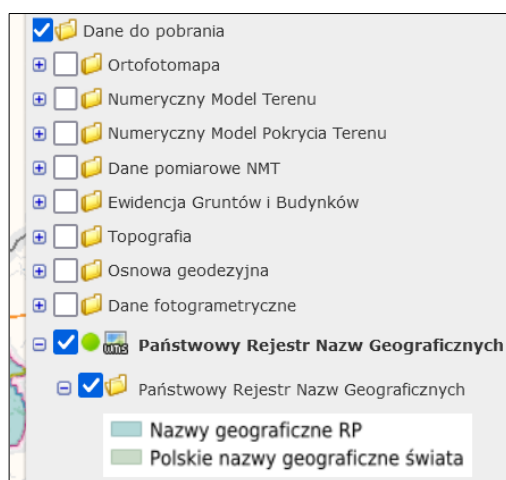 Dane do pobrania
Ortofotomapa
Numeryczny Model Terenu
Numeryczny Model Pokrycia Terenu
Dane pomiarowe NMT
Ewidencja Gruntów i Budynków
Topografia
Osnowa geodezyjna
Dane fotogrametryczne
wms Państwowy Rejestr Nazw Geograficznych
Państwowy Rejestr Nazw Geograficznych
Nazwy geograficzne RP
Polskie nazwy geograficzne świata